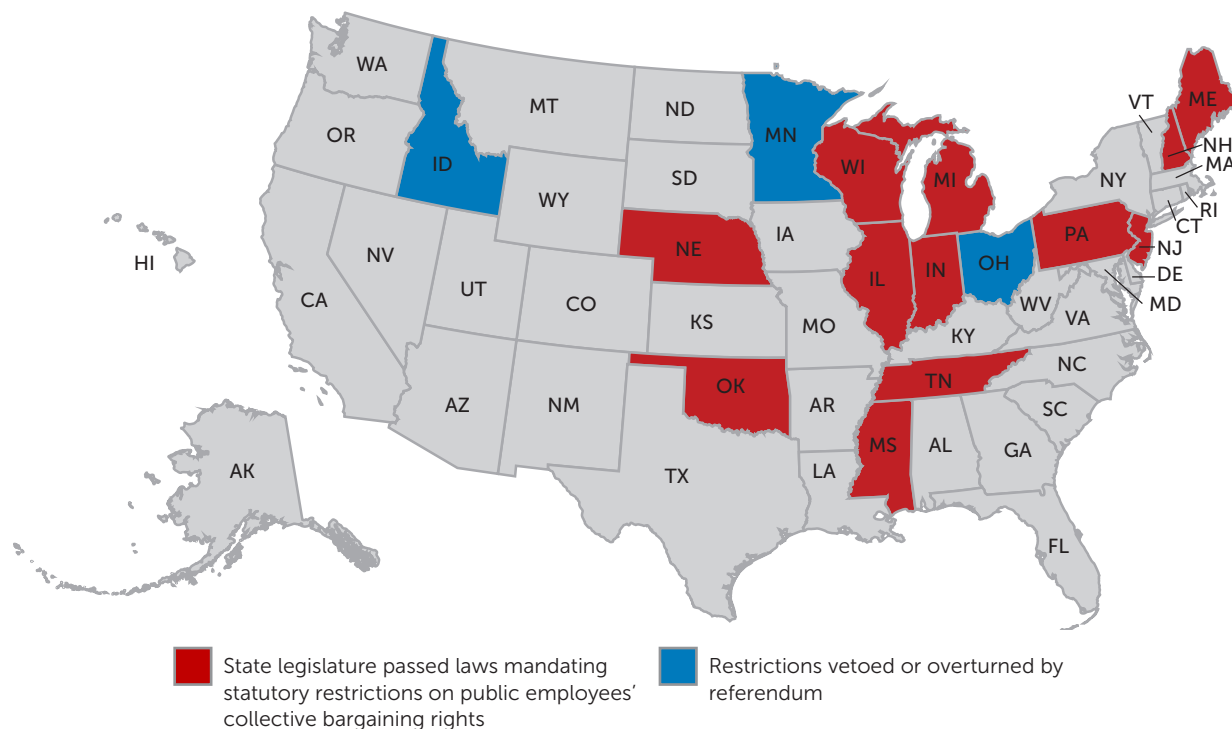 WA
MT
ND
MN
VT
ME
OR
ID
SD
WI
MI
NH
MA
NY
WY
RI
CT
HI
NV
NE
IA
PA
NJ
CA
UT
CO
IL
IN
OH
DE
MD
WV
VA
KS
MO
KY
NC
AZ
NM
OK
AR
TN
SC
AK
TX
LA
MS
AL
GA
FL
State legislature passed laws mandating
statutory restrictions on public employees’
collective bargaining rights
Restrictions vetoed or overturned by
referendum